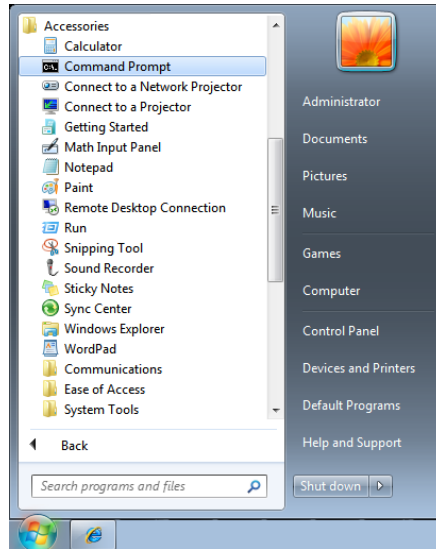 Accessories
Calculator
Command Prompt
Connect to a Network Projector
Connect to a Projector
Getting Started
Math Input Panel
Notepad
Paint
Remote Desktop Connection
Run
Snipping Tool
Sound Recorder
Sticky Notes
Sync Center
Windows Explorer
WordPad
Communications
Ease of Access
System Tools
Back
Search programs and files
Administrator
Documents
Pictures
Music
Games
Computer
Control Panel
Devices and Printers
Default Programs
Help and Support
Shut down